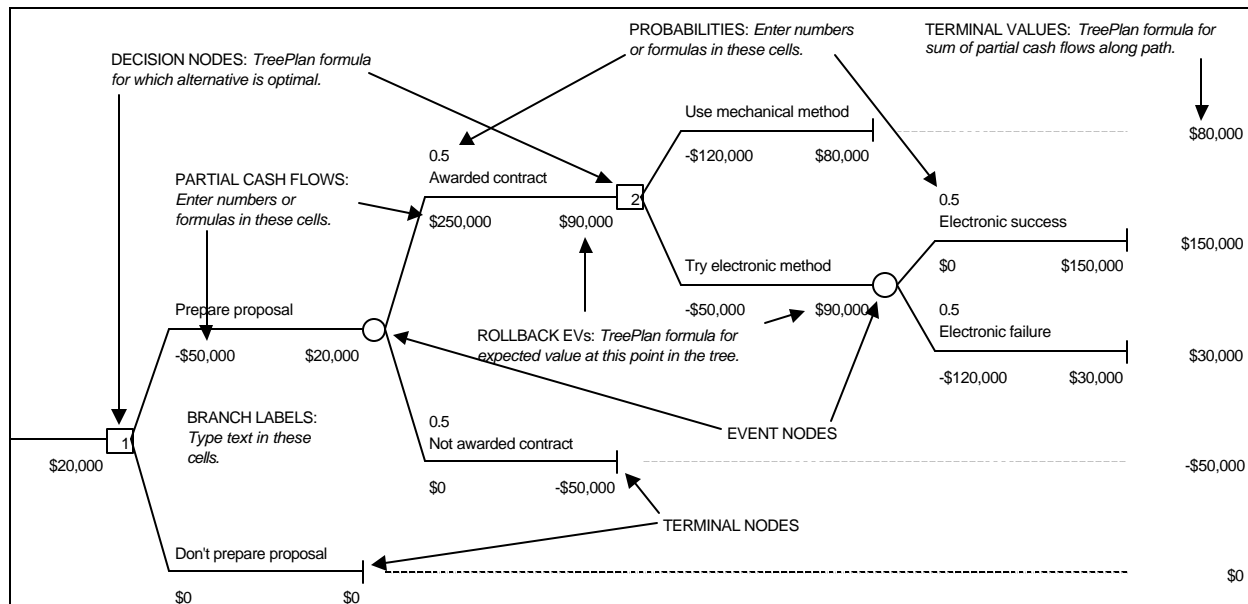 PROBABILITIES: Enter numbers
or formulas in these cells.
TERMINAL VALUES: TreePlan formula for
sum of partial cash flows along path.
DECISION NODES: TreePlan formula
for which alternative is optimal.
Use mechanical method
-$120,000 $80,000
$80,000
0.5
Awarded contract
2
$250,000 $90,000
PARTIAL CASH FLOWS:
Enter numbers or
formulas in these cells.
0.5
Electronic success
$0 $150,000
$150,000
Try electronic method
-$50,000 $90,000
Prepare proposal
-$50,000 $20,000
ROLLBACK EVs: TreePlan formula for
expected value at this point in the tree.
0.5
Electronic failure
-$120,000 $30,000
$30,000
BRANCH LABELS:
Type text in these
cells.
1
$20,000
0.5
Not awarded contract
$0 -$50,000
-$50,000
EVENT NODES
TERMINAL NODES
Don't prepare proposal
$0 $0
$0